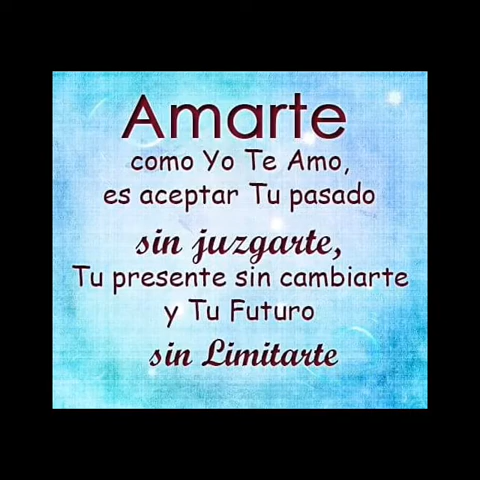 Amarte
como Yo Te Amo,
es aceptar Tu pasado
sin juzgarte,
Tu presente sin cambiarte
y Tu Futuro
sin Limitarte